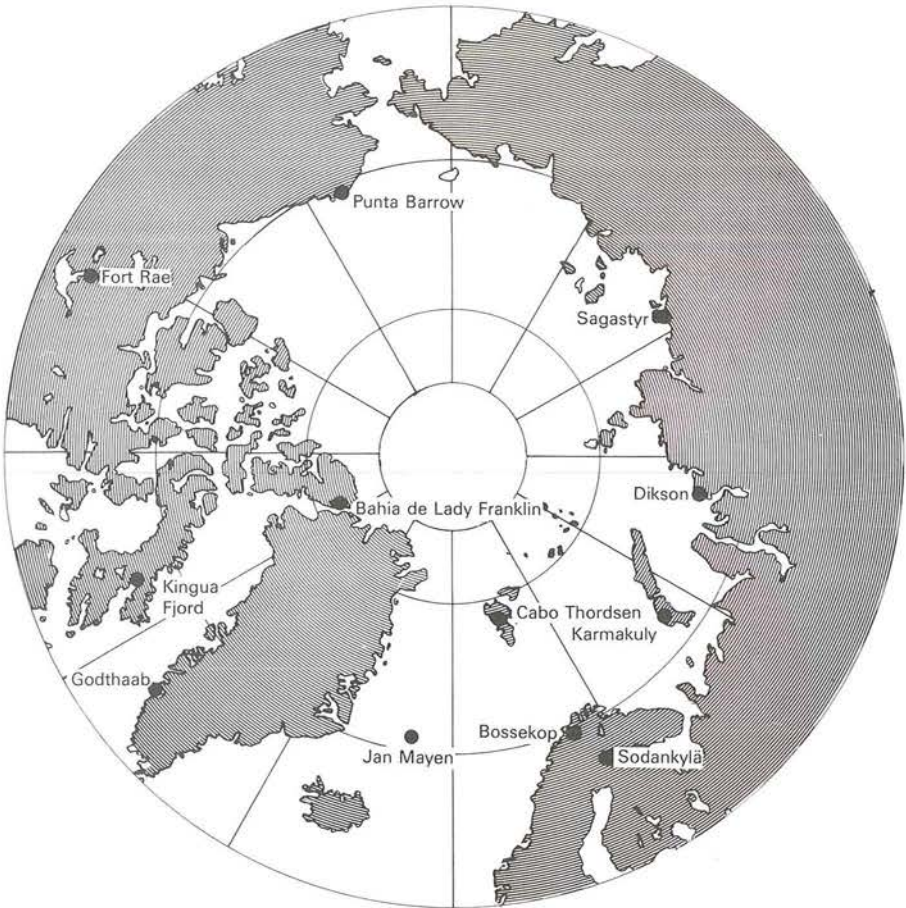 Punta Barrow
Fort Rae
Sagastyr
Dikson
Bahia de Lady Franklin
Kingua
Fjord
Cabo Thordsen
Karmakuly
Godthaab
Bossekop
Jan Mayen
Sodankylä